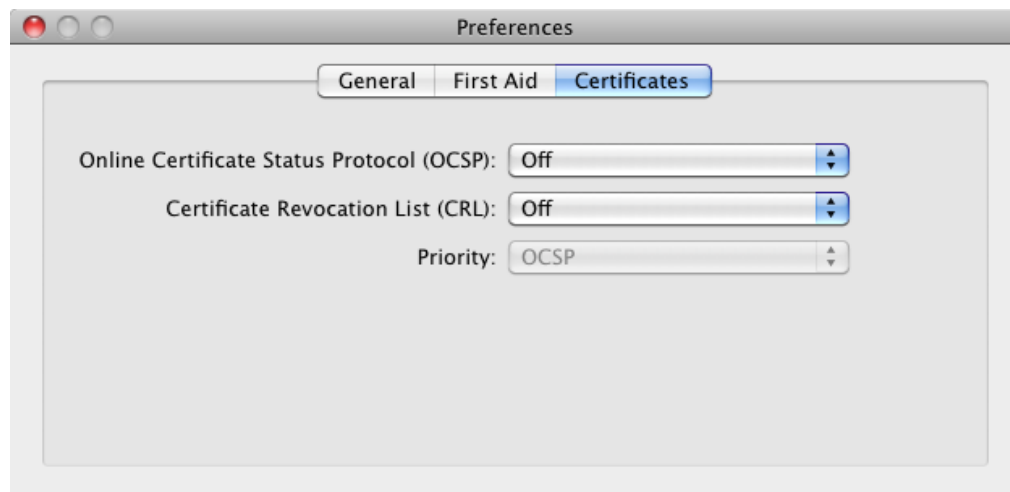 Preferences
General First Aid Certificates
Online Certificate Status Protocol (OCSP): Off
Certificate Revocation List (CRL): Off
Priority: OCSP